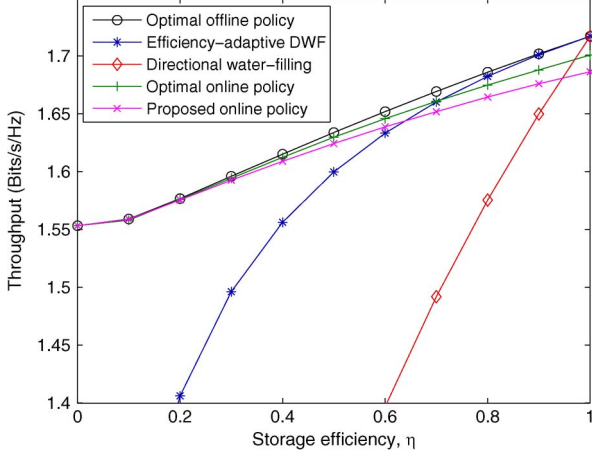 Optimal offline policy
Efficiency-adaptive DWF
Directional water-filling
Optimal online policy
Proposed online policy
1.7
1.65
1.6
1.55
1.5
1.45
1.4
Throughput (Bits/s/Hz)
0 0.2 0.4 0.6 0.8 1
Storage efficiency, η